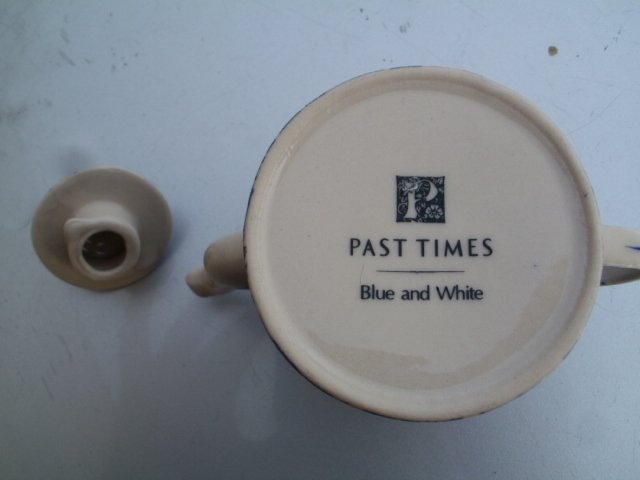 P
PAST TIMES
Blue and White